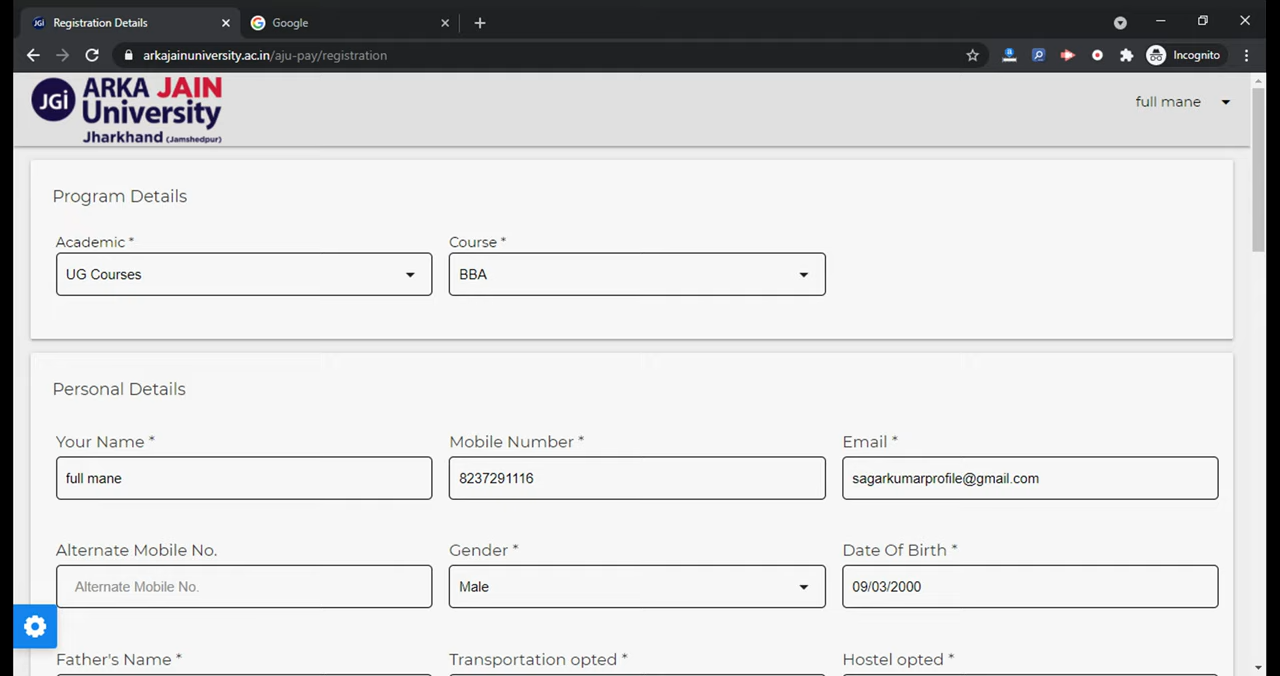 Registration Details
Google
arkajainuniversity.ac.in/aju-pay/registration
Incognito
JGi
ARKA JAIN
University
Jharkhand (Jamshedpur)
full mane
Program Details
Academic * Course *
UG Courses BBA
Personal Details
Your Name * Mobile Number * Email *
full mane 8237291116 sagarkumarprofile@gmail.com
Alternate Mobile No. Gender * Date Of Birth *
Alternate Mobile No. Male 09/03/2000
Father's Name * Transportation opted * Hostel opted *